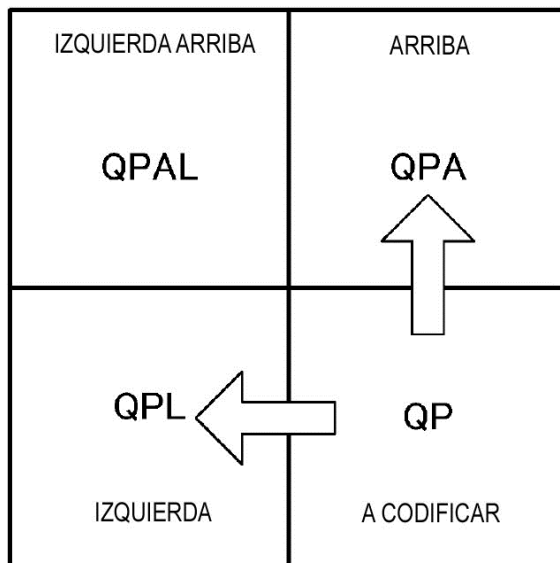 IZQUIERDA ARRIBA
ARRIBA
QPAL
QPA
QPL
QP
IZQUIERDA
A CODIFICAR